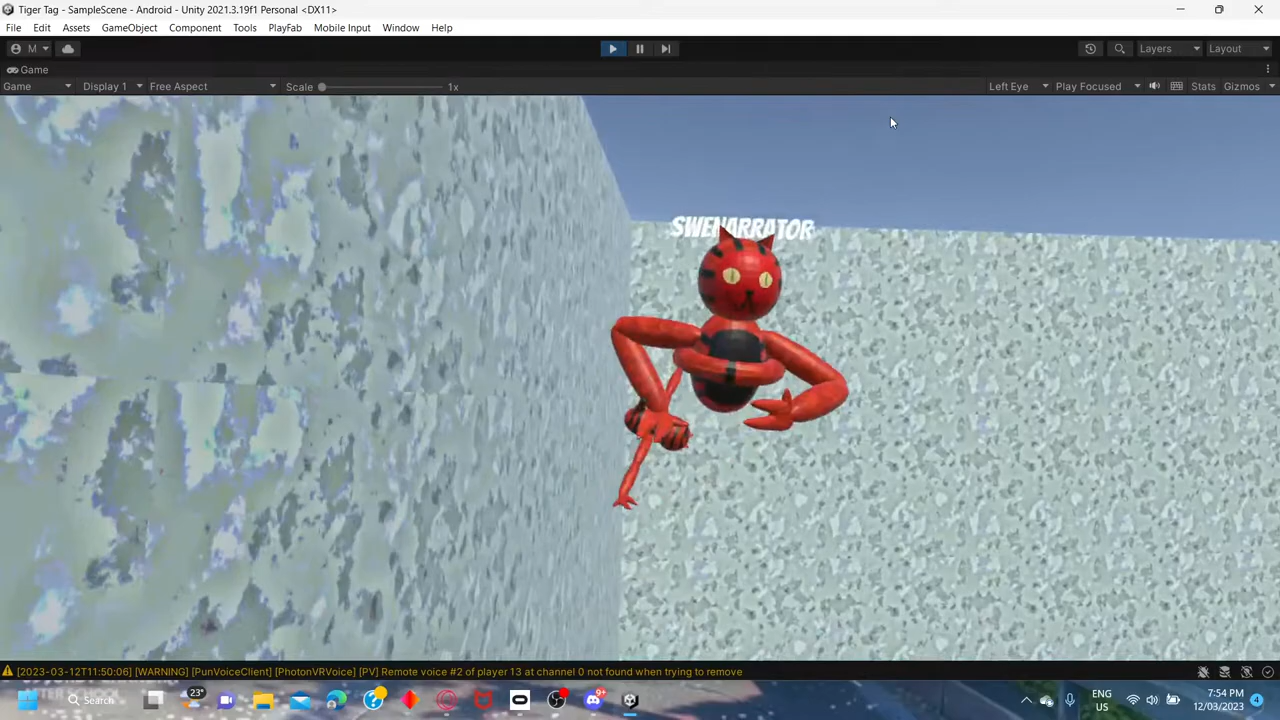 Tiger Tag - SampleScene - Android - Unity 2021.3.19f1 Personal <DX11>
File Edit Assets GameObject Component Tools PlayFab Mobile Input Window Help
M Layers Layout
Game
Game Display 1 Free Aspect Scale 1x Left Eye Play Focused Stats Gizmos
SWENARRATOR
[2023-03-12T11:50:06] [WARNING] [PunVoiceClient] [PhotonVRVoice] [PV] Remote voice #2 of player 13 at channel 0 not found when trying to remove
23° Search 9+ ENG US 7:54 PM 12/03/2023 4